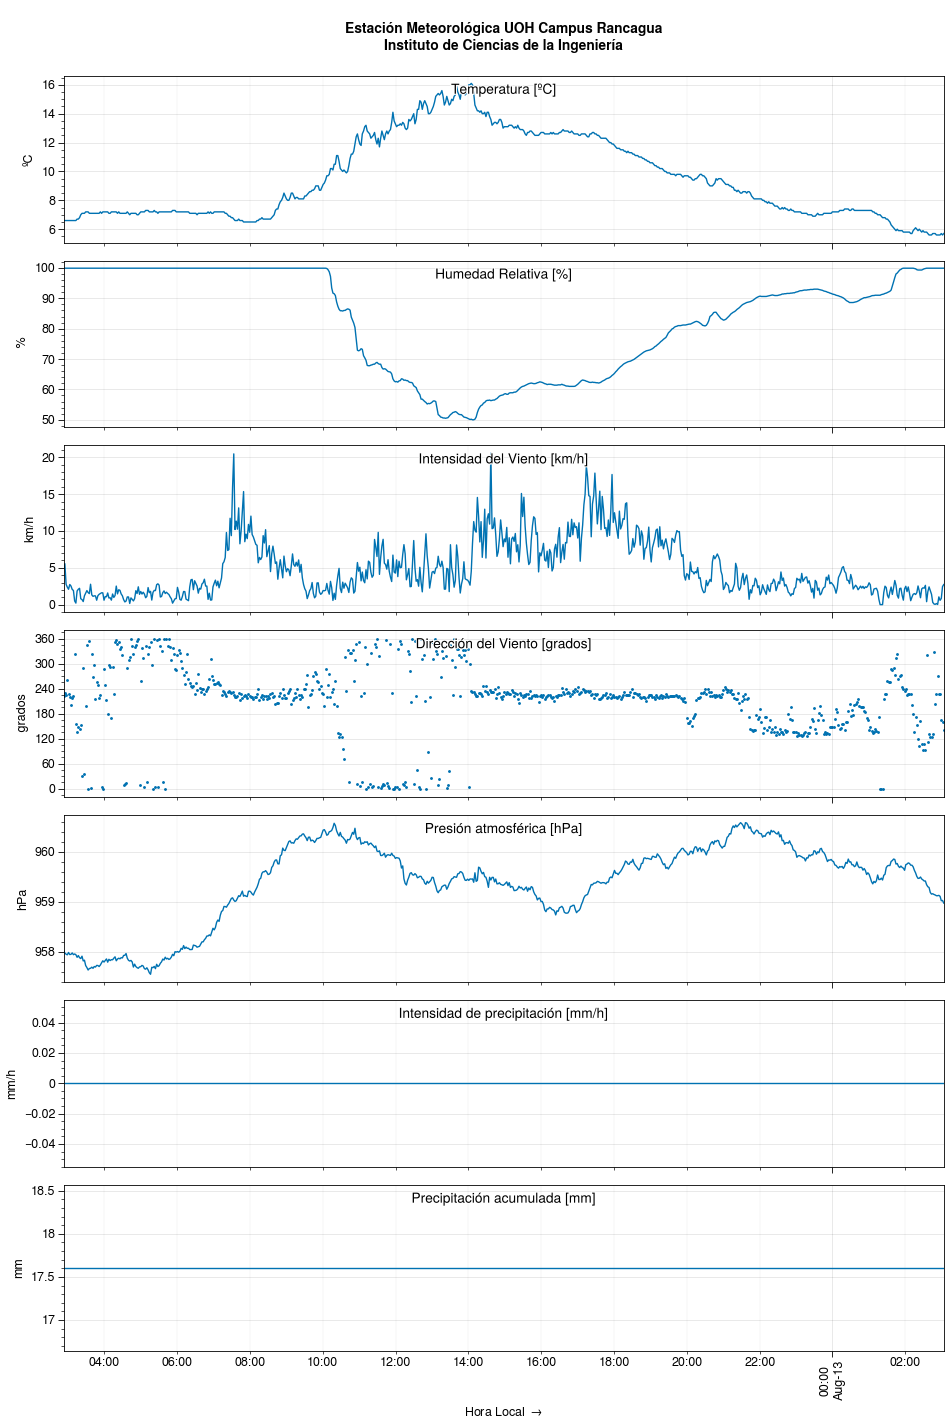 Estación Meteorológica UOH Campus Rancagua
Instituto de Ciencias de la Ingeniería
Temperatura [ºC]
16
14
12
10
8
6
ºC
Humedad Relativa [%]
100
90
80
70
60
50
%
Intensidad del Viento [km/h]
20
15
10
5
0
km/h
Dirección del Viento [grados]
360
300
240
180
120
60
0
grados
Presión atmosférica [hPa]
960
959
958
hPa
Intensidad de precipitación [mm/h]
0.04
0.02
0
−0.02
−0.04
mm/h
Precipitación acumulada [mm]
18.5
18
17.5
17
mm
04:00 06:00 08:00 10:00 12:00 14:00 16:00 18:00 20:00 22:00 00:00 02:00
Aug-13
Hora Local →